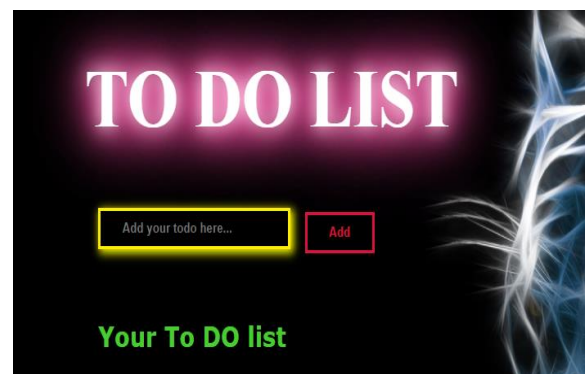 TO DO LIST
Add your todo here...
Add
Your To DO list